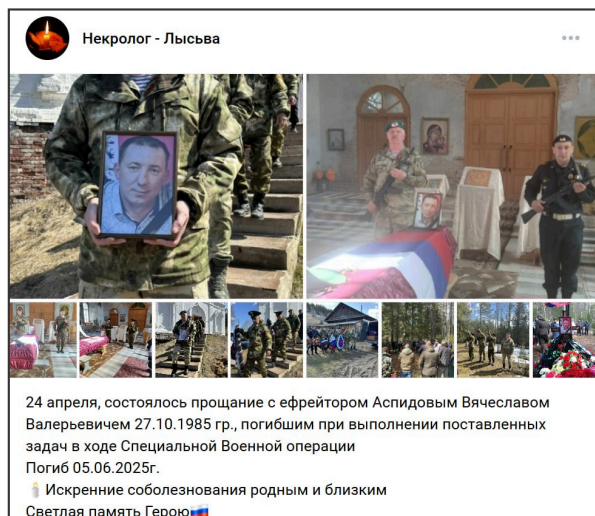 Некролог - Лысьва
24 апреля, состоялось прощание с ефрейтором Аспидовым Вячеславом
Валерьевичем 27.10.1985 гр., погибшим при выполнении поставленных
задач в ходе Специальной Военной операции
Погиб 05.06.2025г.
🕯️ Искренние соболезнования родным и близким
Светлая память Герою🇷🇺